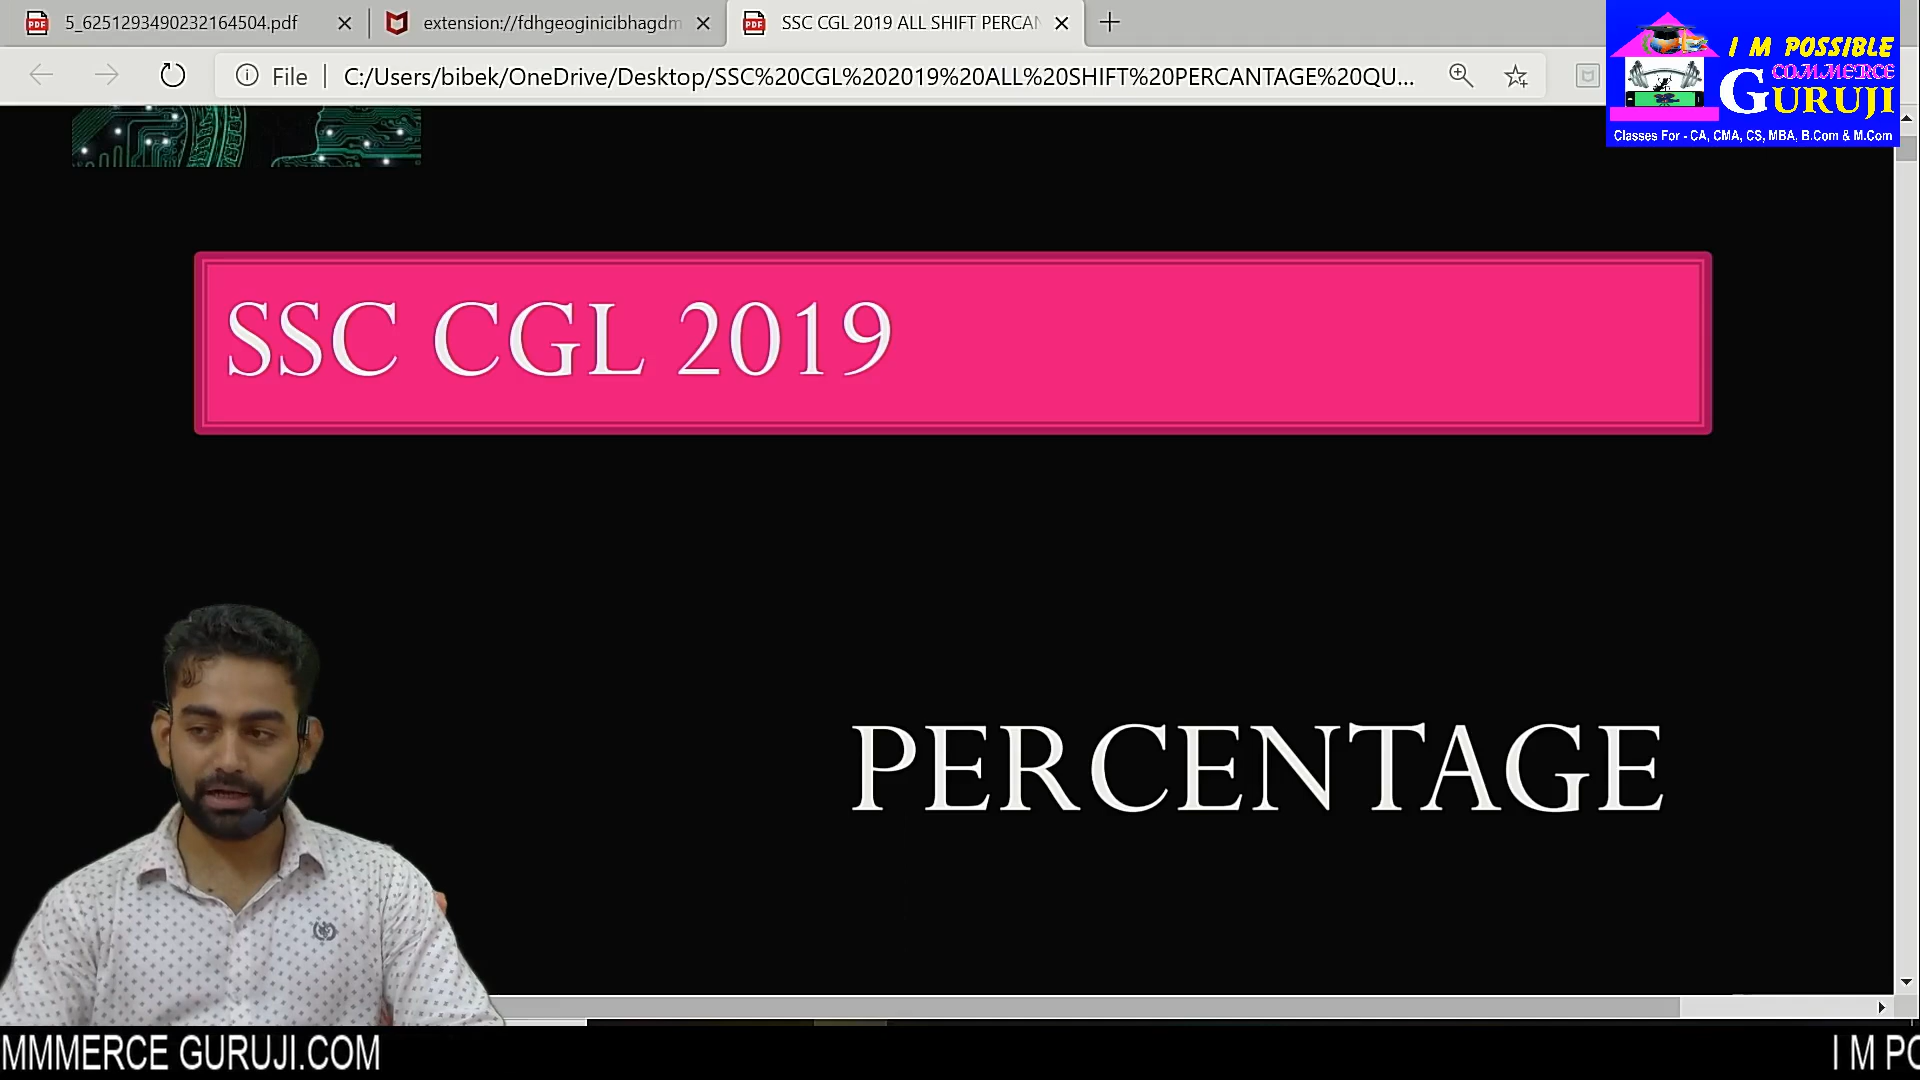 5_6251293490232164504.pdf
extension://fdhgeoginicibhagdm
SSC CGL 2019 ALL SHIFT PERCAN
File
C:/Users/bibek/OneDrive/Desktop/SSC%20CGL%202019%20ALL%20SHIFT%20PERCANTAGE%20QU...
I M POSSIBLE
COMMERCE
GURUJI
Classes For - CA, CMA, CS, MBA, B.Com & M.Com
SSC CGL 2019
PERCENTAGE
MMMERCE GURUJI.COM
I M PO